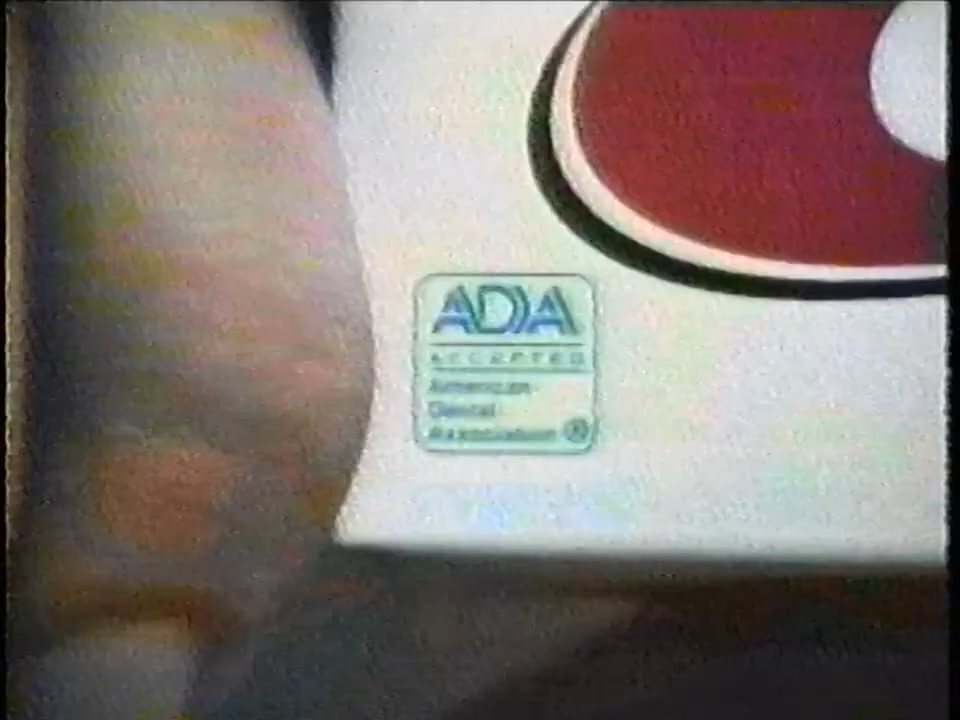 ADA
ACCEPTED
American
Dental
Association ®